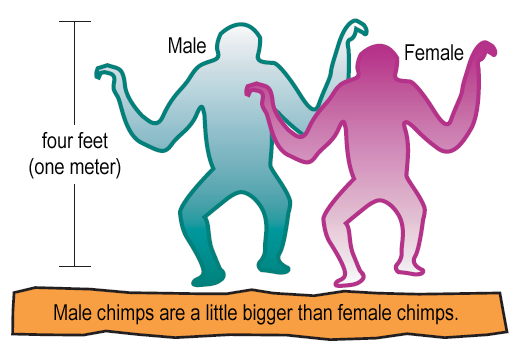 Male
Female
four feet
(one meter)
Male chimps are a little bigger than female chimps.